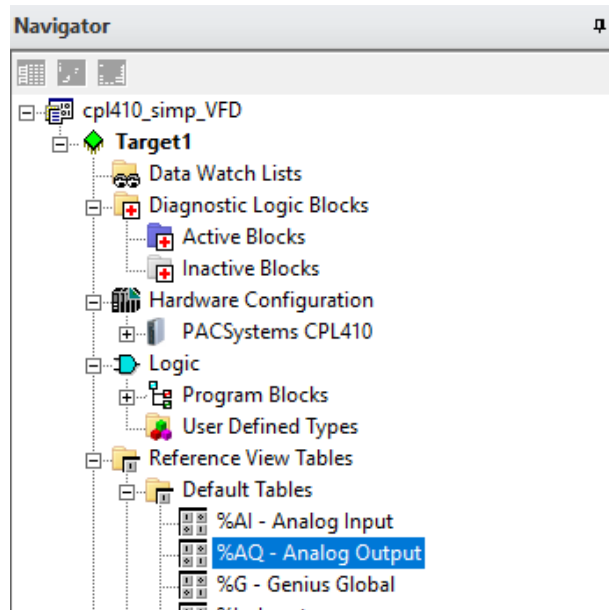 Navigator
cpl410_simp_VFD
Target1
Data Watch Lists
Diagnostic Logic Blocks
Active Blocks
Inactive Blocks
Hardware Configuration
PACSystems CPL410
Logic
Program Blocks
User Defined Types
Reference View Tables
Default Tables
%AI - Analog Input
%AQ - Analog Output
%G - Genius Global